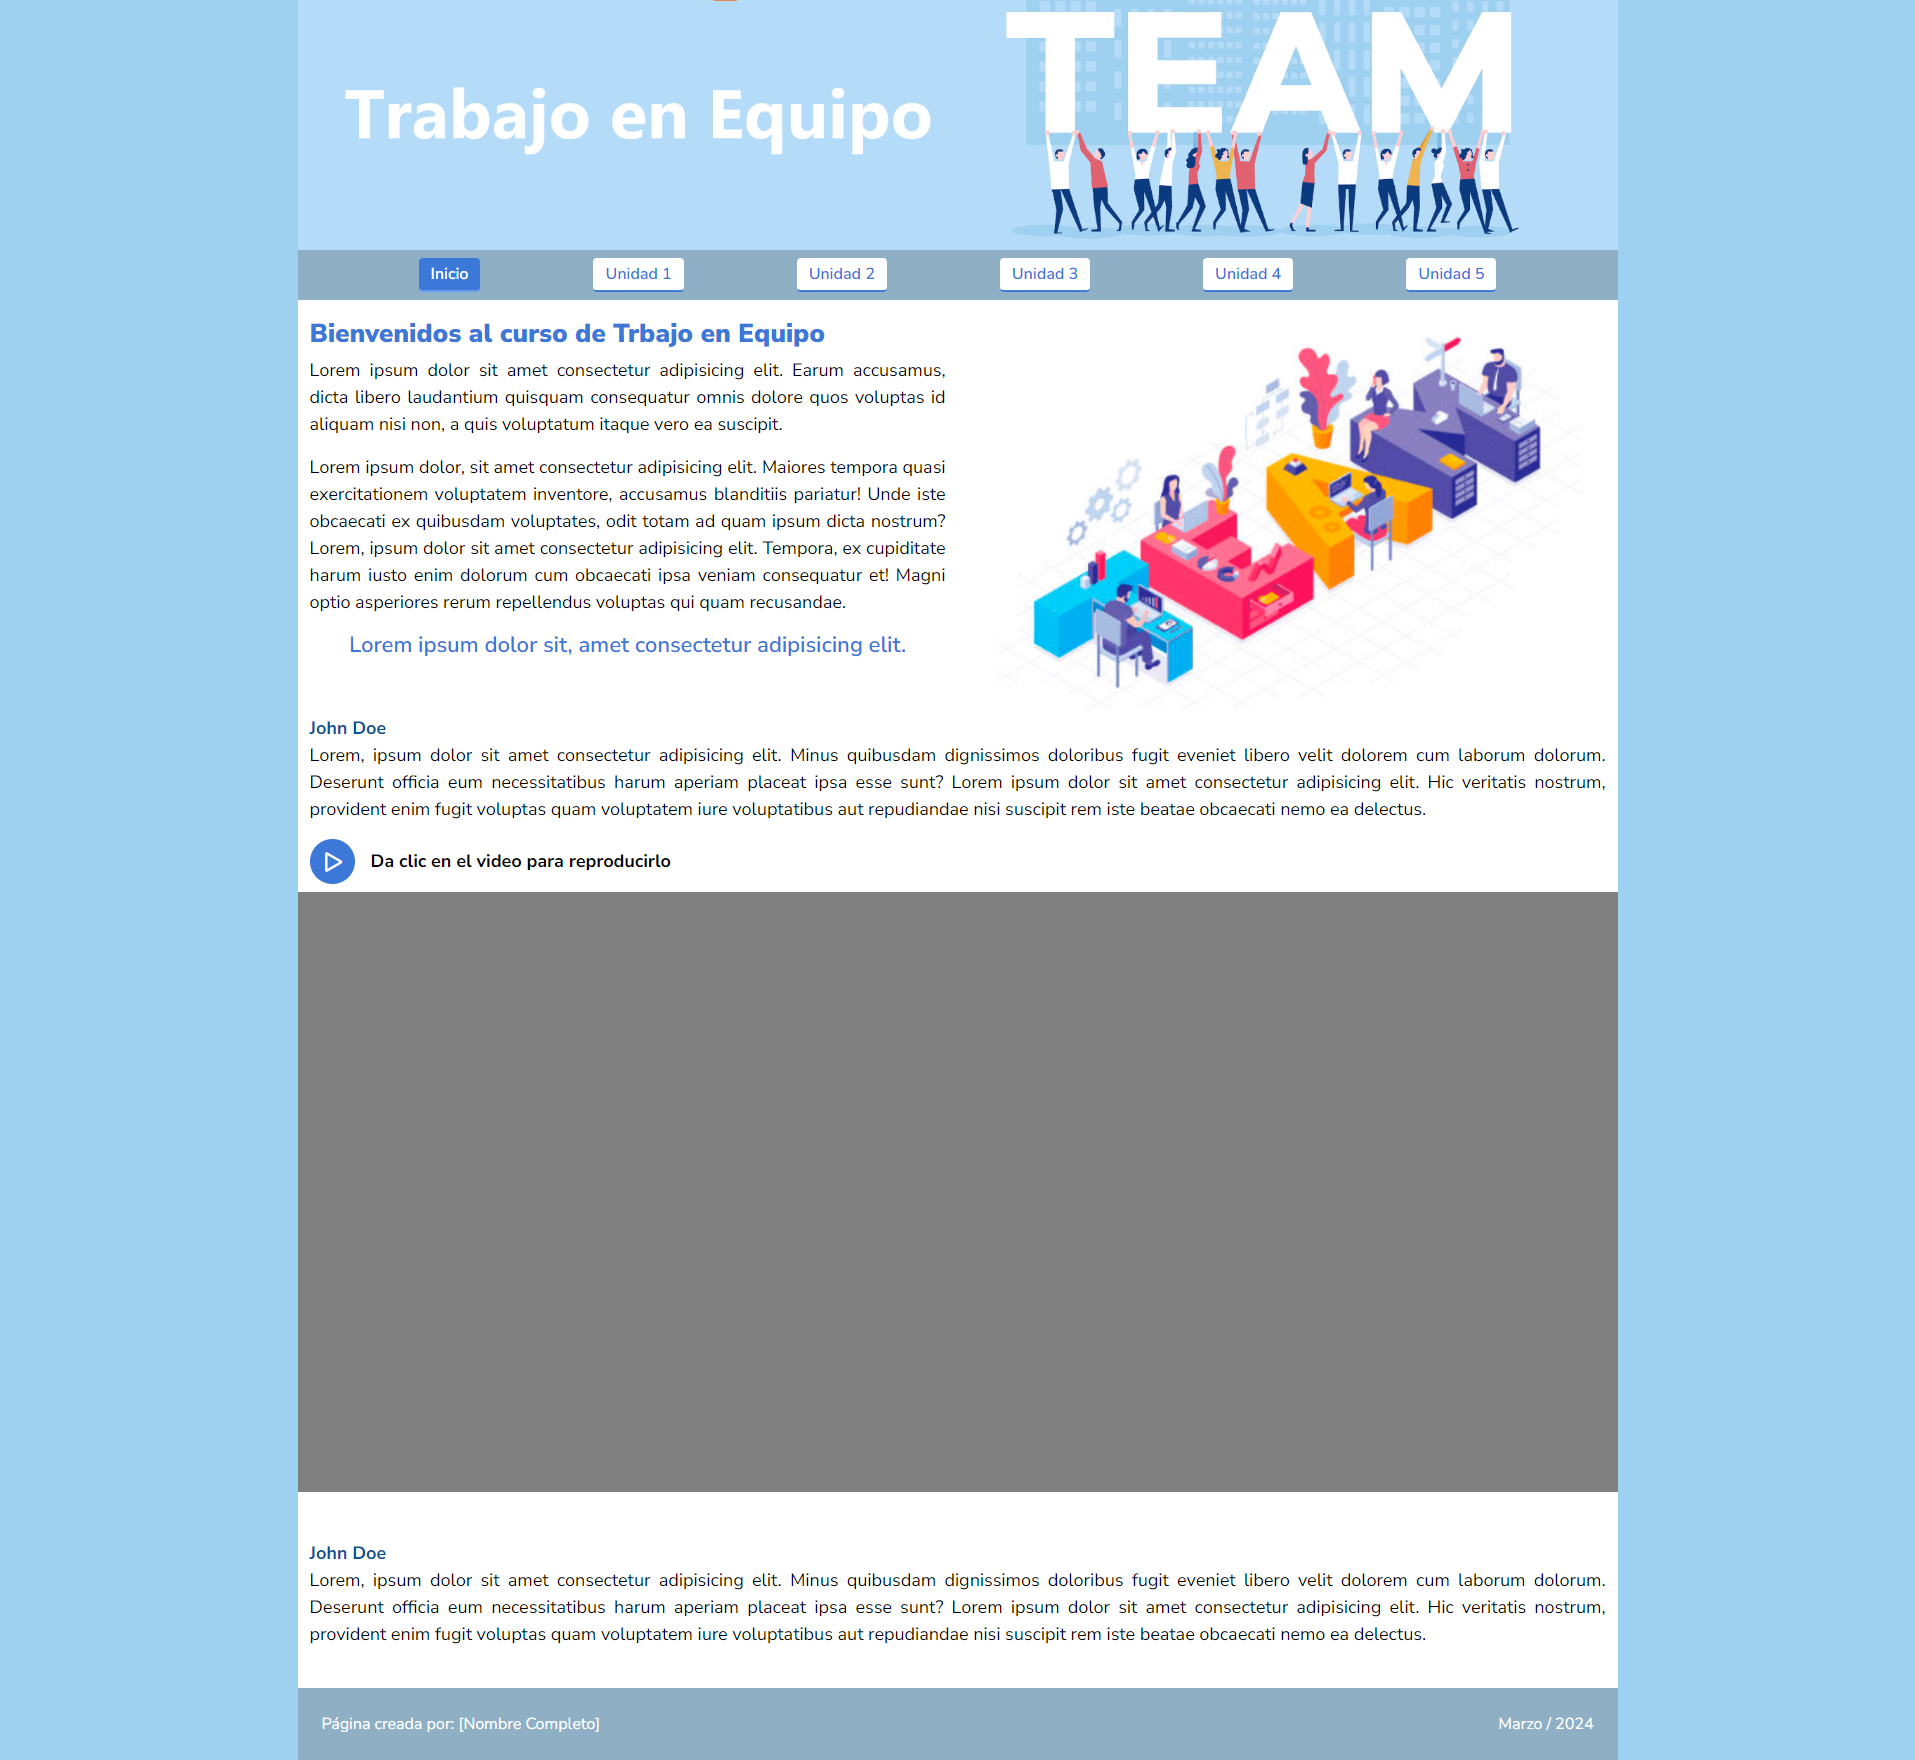 Trabajo en Equipo
TEAM
Inicio
Unidad 1
Unidad 2
Unidad 3
Unidad 4
Unidad 5
Bienvenidos al curso de Trbajo en Equipo
Lorem ipsum dolor sit amet consectetur adipisicing elit. Earum accusamus,
dicta libero laudantium quisquam consequatur omnis dolore quos voluptas id
aliquam nisi non, a quis voluptatum itaque vero ea suscipit.
Lorem ipsum dolor, sit amet consectetur adipisicing elit. Maiores tempora quasi
exercitationem voluptatem inventore, accusamus blanditiis pariatur! Unde iste
obcaecati ex quibusdam voluptates, odit totam ad quam ipsum dicta nostrum?
Lorem, ipsum dolor sit amet consectetur adipisicing elit. Tempora, ex cupiditate
harum iusto enim dolorum cum obcaecati ipsa veniam consequatur et! Magni
optio asperiores rerum repellendus voluptas qui quam recusandae.
Lorem ipsum dolor sit, amet consectetur adipisicing elit.
John Doe
Lorem, ipsum dolor sit amet consectetur adipisicing elit. Minus quibusdam dignissimos doloribus fugit eveniet libero velit dolorem cum laborum dolorum.
Deserunt officia eum necessitatibus harum aperiam placeat ipsa esse sunt? Lorem ipsum dolor sit amet consectetur adipisicing elit. Hic veritatis nostrum,
provident enim fugit voluptas quam voluptatem iure voluptatibus aut repudiandae nisi suscipit rem iste beatae obcaecati nemo ea delectus.
Da clic en el video para reproducirlo
John Doe
Lorem, ipsum dolor sit amet consectetur adipisicing elit. Minus quibusdam dignissimos doloribus fugit eveniet libero velit dolorem cum laborum dolorum.
Deserunt officia eum necessitatibus harum aperiam placeat ipsa esse sunt? Lorem ipsum dolor sit amet consectetur adipisicing elit. Hic veritatis nostrum,
provident enim fugit voluptas quam voluptatem iure voluptatibus aut repudiandae nisi suscipit rem iste beatae obcaecati nemo ea delectus.
Página creada por: [Nombre Completo]
Marzo / 2024